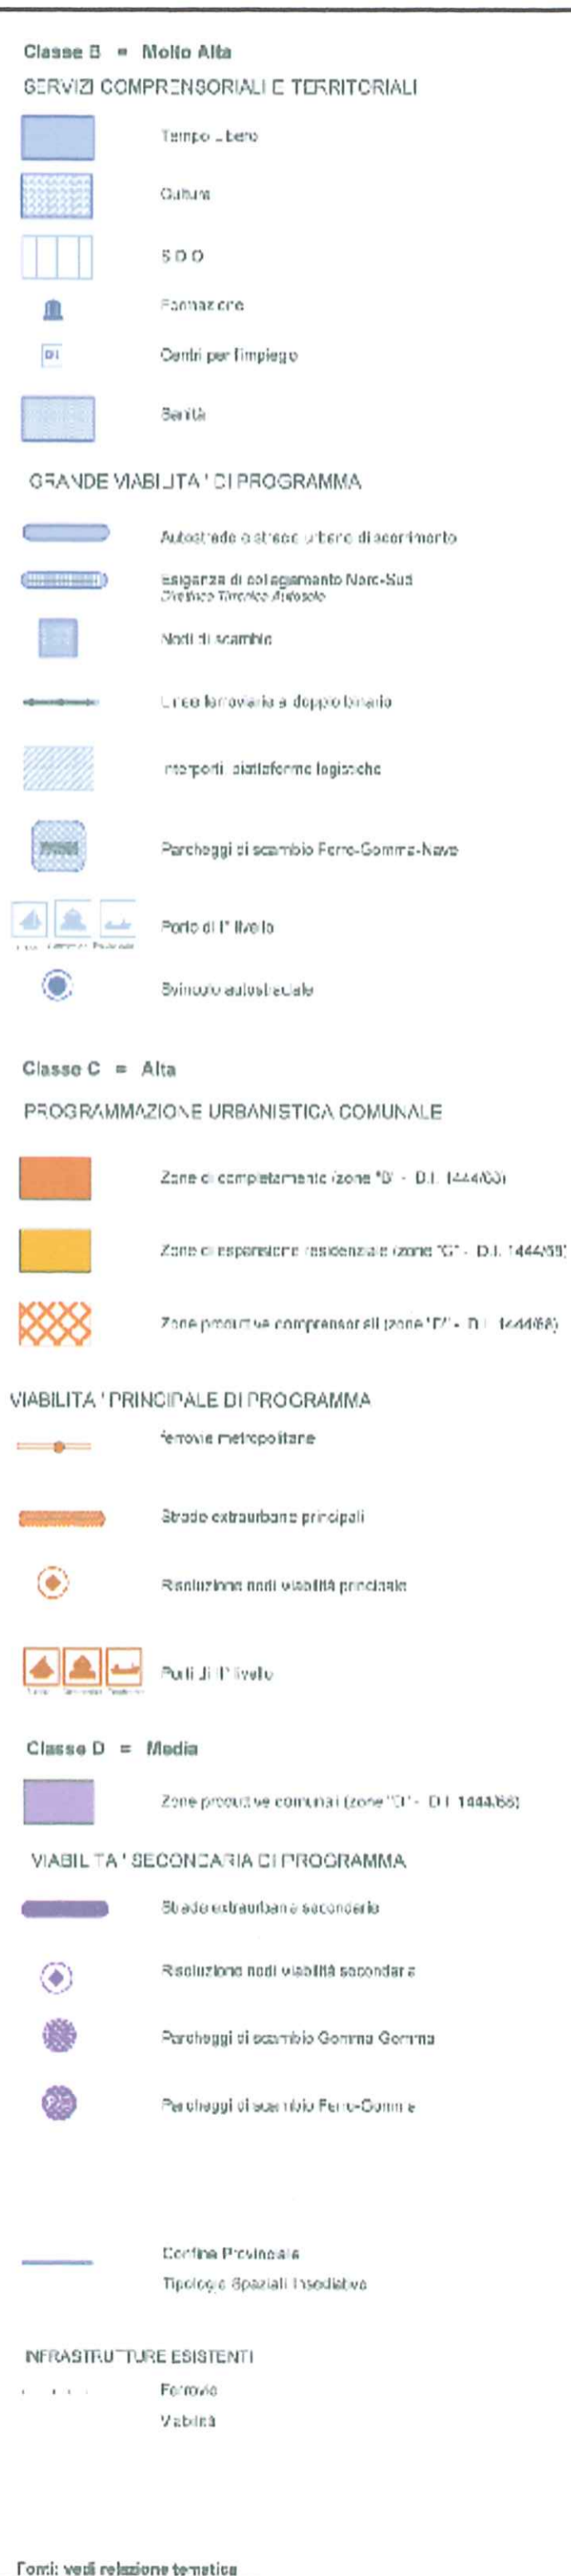 Classe B = Molto Alta
SERVIZI COMPRENSORIALI E TERRITORIALI
Tempo Libero
Cultura
S D O
Formazione
Centri per l'impiego
Sanità
GRANDE VIABILITA' DI PROGRAMMA
Autostrade e strade urbane di scorrimento
Esigenza di collegamento Nord-Sud
Nodi di scambio
Linee ferroviarie a doppio binario
Interporti, piattaforme logistiche
Parcheggi di scambio Ferro-Gomma-Nave
Porto di I° livello
Svincolo autostradale
Classe C = Alta
PROGRAMMAZIONE URBANISTICA COMUNALE
Zone di completamento (zone "B" - D.I. 1444/68)
Zone di espansione residenziale (zone "C" - D.I. 1444/68)
Zone produttive comprensoriali (zone "D" - D.I. 1444/68)
VIABILITA' PRINCIPALE DI PROGRAMMA
ferrovie metropolitane
Strade extraurbane principali
Risoluzione nodi viabilità principale
Porti di II° livello
Classe D = Media
Zone produttive comunali (zone "D" - D.I. 1444/68)
VIABILITA' SECONDARIA DI PROGRAMMA
Strade extraurbane secondarie
Risoluzione nodi viabilità secondaria
Parcheggi di scambio Gomma Gomma
Parcheggi di scambio Ferro-Gomma
Confine Provinciale
Tipologie Spaziali Insediative
INFRASTRUTTURE ESISTENTI
Ferrovie
Viabilità
Fonti: vedi relazione tematica